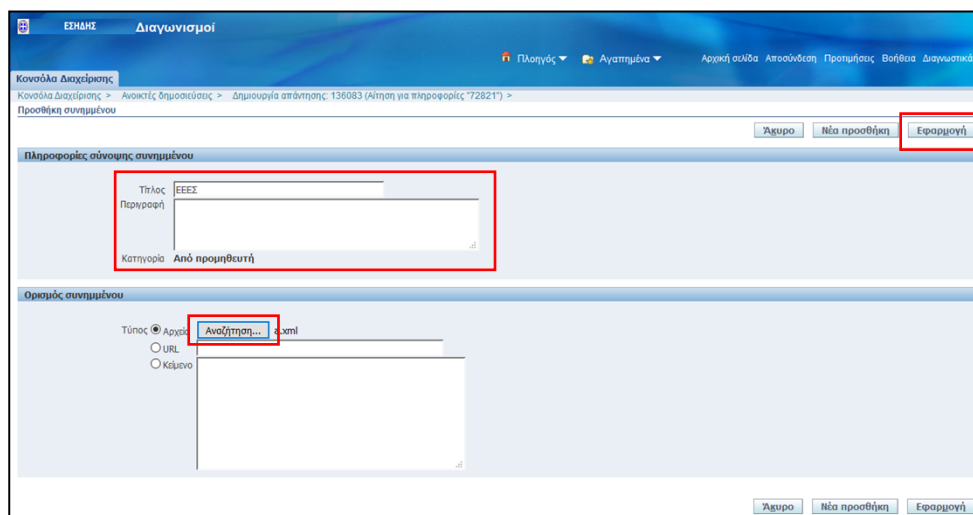 ΕΣΗΔΗΣ Διαγωνισμοί
Πλοηγός Αγαπημένα Αρχική σελίδα Αποσύνδεση Προτιμήσεις Βοήθεια Διαγνωστικά
Κονσόλα Διαχείρισης
Κονσόλα Διαχείρισης > Ανοικτές δημοσιεύσεις > Δημιουργία απάντησης: 136083 (Αίτηση για πληροφορίες "72821") >
Προσθήκη συνημμένου
Άκυρο Νέα προσθήκη Εφαρμογή
Πληροφορίες σύνοψης συνημμένου
Τίτλος ΕΕΕΣ
Περιγραφή
Κατηγορία Από προμηθευτή
Ορισμός συνημμένου
Τύπος Αρχείο Αναζήτηση... a.xml
URL
Κείμενο
Άκυρο Νέα προσθήκη Εφαρμογή